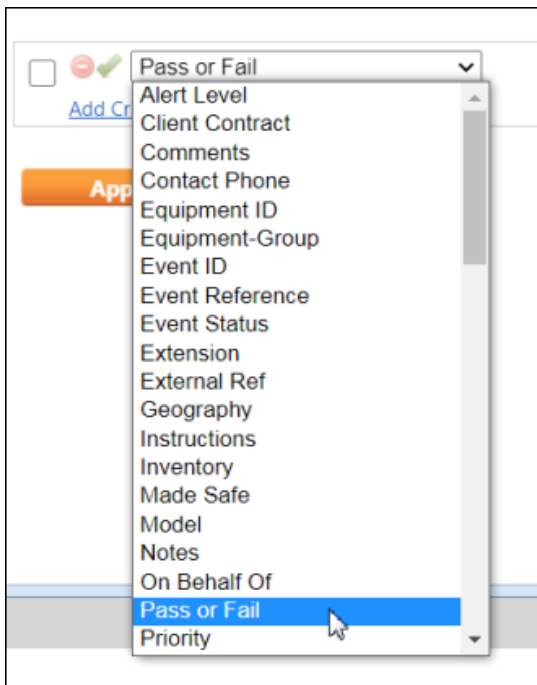 Pass or Fail
Alert Level
Add Cr
Client Contract
Comments
Contact Phone
App
Equipment ID
Equipment-Group
Event ID
Event Reference
Event Status
Extension
External Ref
Geography
Instructions
Inventory
Made Safe
Model
Notes
On Behalf Of
Pass or Fail
Priority